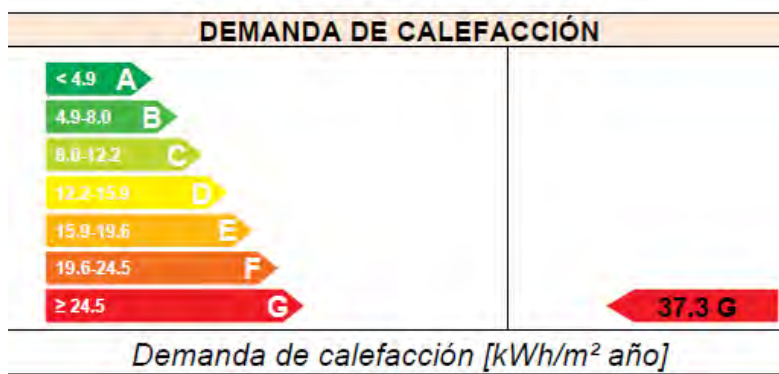 DEMANDA DE CALEFACCIÓN
< 4.9 A
4.9-8.0 B
8.0-12.2 C
12.2-15.9 D
15.9-19.6 E
19.6-24.5 F
≥ 24.5 G
37.3 G
Demanda de calefacción [kWh/m² año]